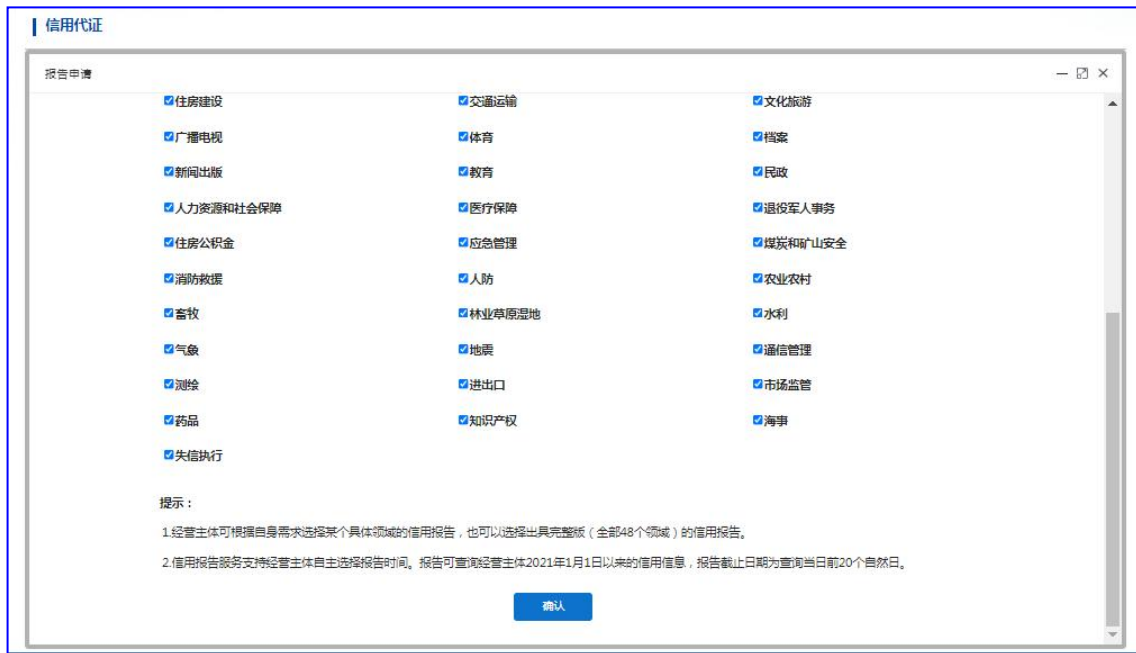 信用代证
报告申请
住房建设 交通运输 文化旅游
广播电视 体育 档案
新闻出版 教育 民政
人力资源和社会保障 医疗保障 退役军人事务
住房公积金 应急管理 煤炭和矿山安全
消防救援 人防 农业农村
畜牧 林业草原湿地 水利
气象 地震 通信管理
测绘 进出口 市场监管
药品 知识产权 海事
失信执行
提示：
1.经营主体可根据自身需求选择某个具体领域的信用报告，也可以选择出具完整版（全部48个领域）的信用报告。
2.信用报告服务支持经营主体自主选择报告时间。报告可查询经营主体2021年1月1日以来的信用信息，报告截止日期为查询当日前20个自然日。
确认